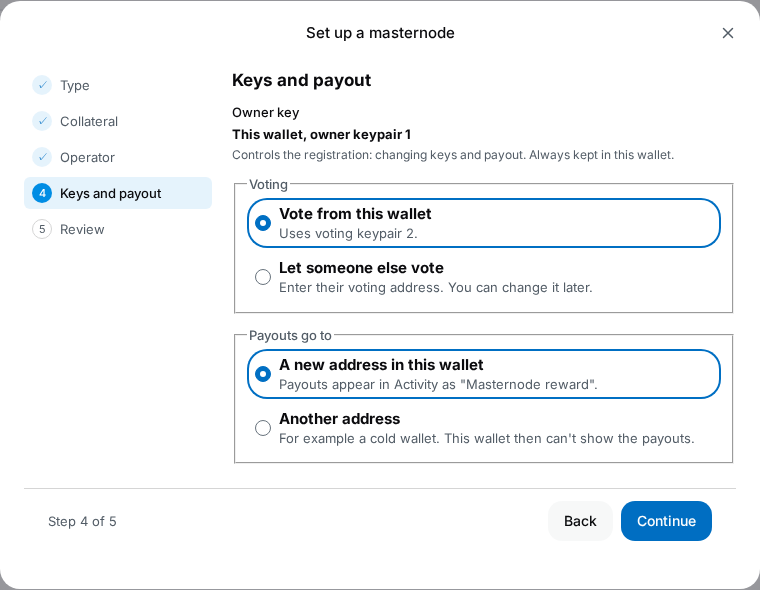 Set up a masternode
Type
Collateral
Operator
4 Keys and payout
5 Review
Keys and payout
Owner key
This wallet, owner keypair 1
Controls the registration: changing keys and payout. Always kept in this wallet.
Voting
Vote from this wallet
Uses voting keypair 2.
Let someone else vote
Enter their voting address. You can change it later.
Payouts go to
A new address in this wallet
Payouts appear in Activity as "Masternode reward".
Another address
For example a cold wallet. This wallet then can't show the payouts.
Step 4 of 5
Back
Continue